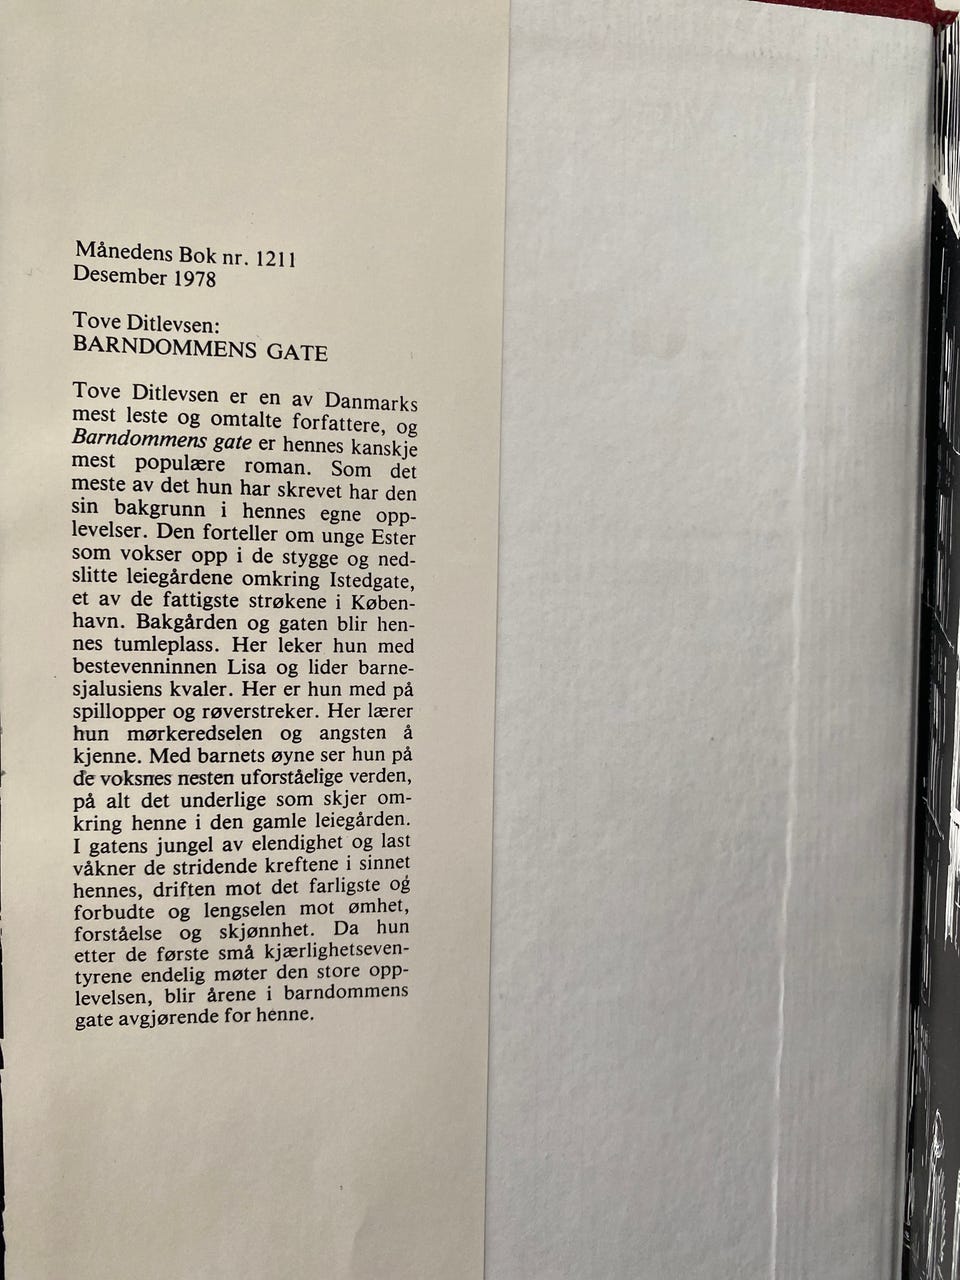 Månedens Bok nr. 1211
Desember 1978
Tove Ditlevsen:
BARNDOMMENS GATE
Tove Ditlevsen er en av Danmarks
mest leste og omtalte forfattere, og
Barndommens gate er hennes kanskje
mest populære roman. Som det
meste av det hun har skrevet har den
sin bakgrunn i hennes egne opp-
levelser. Den forteller om unge Ester
som vokser opp i de stygge og ned-
slitte leiegårdene omkring Istedgate,
et av de fattigste strøkene i Køben-
havn. Bakgården og gaten blir hen-
nes tumleplass. Her leker hun med
bestevenninnen Lisa og lider barne-
sjalusiens kvaler. Her er hun med på
spillopper og røverstreker. Her lærer
hun mørkeredselen og angsten å
kjenne. Med barnets øyne ser hun på
de voksnes nesten uforståelige verden,
på alt det underlige som skjer om-
kring henne i den gamle leiegården.
I gatens jungel av elendighet og last
våkner de stridende kreftene i sinnet
hennes, driften mot det farligste og
forbudte og lengselen mot ømhet,
forståelse og skjønnhet. Da hun
etter de første små kjærlighetseven-
tyrene endelig møter den store opp-
levelsen, blir årene i barndommens
gate avgjørende for henne.